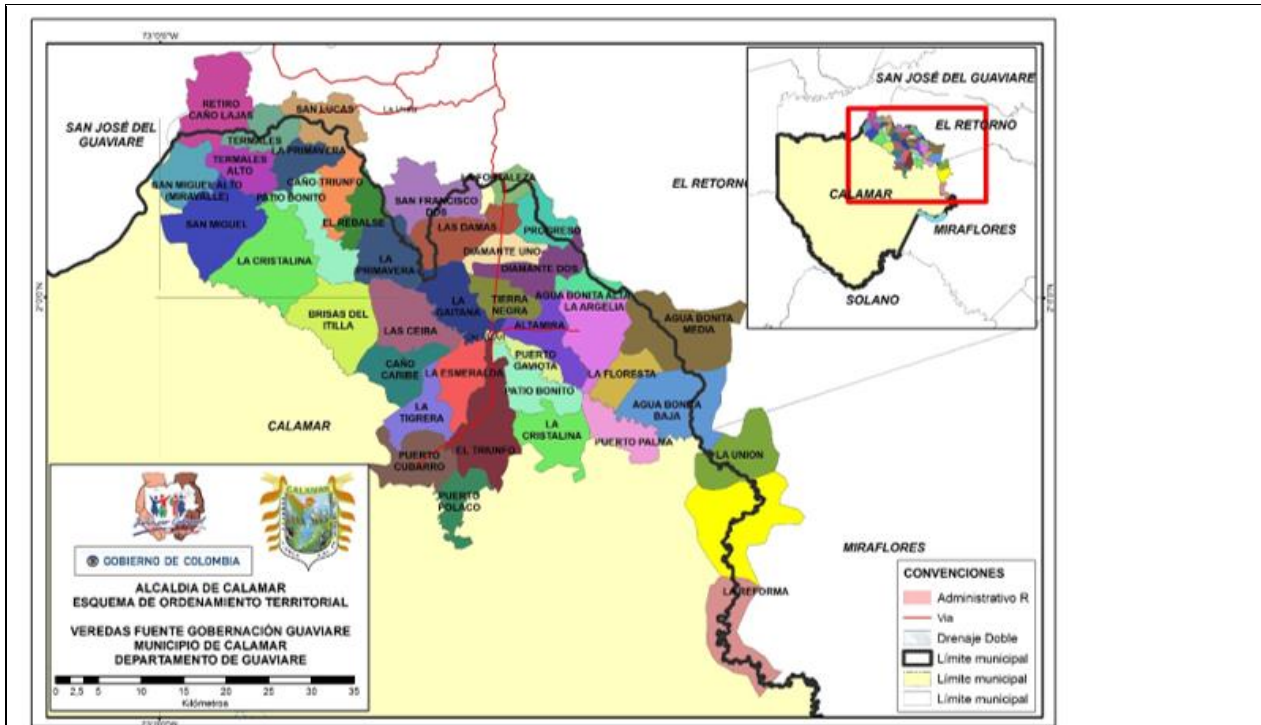 73°0'0"W
SAN JOSÉ DEL
GUAVIARE
RETIRO
CAÑO LAJAS
SAN LUCAS
TERMALES
LA PRIMAVERA
TERMALES
ALTO
SAN MIGUEL ALTO
(MIRAVALLE)
PATIO BONITO
CAÑO TRIUNFO
SAN MIGUEL
EL REBALSE
LA CRISTALINA
LA
PRIMAVERA
SAN FRANCISCO
DOS
LA FORTALEZA
LAS DAMAS
PROGRESO
DIAMANTE UNO
DIAMANTE DOS
EL RETORNO
2°0'0"N
BRISAS DEL
ITILLA
LAS CEIRA
LA
GAITANA
TIERRA
NEGRA
AGUA BONITA ALTA
LA ARGELIA
ALTAMIRA
AGUA BONITA
MEDIA
CAÑO
CARIBE
LA ESMERALDA
PUERTO
GAVIOTA
LA FLORESTA
PATIO BONITO
AGUA BONITA
BAJA
LA
TIGRERA
LA
CRISTALINA
PUERTO PALMA
CALAMAR
PUERTO
CUBARRO
EL TRIUNFO
LA UNION
PUERTO
POLACO
MIRAFLORES
LA REFORMA
SAN JOSÉ DEL GUAVIARE
EL RETORNO
CALAMAR
MIRAFLORES
SOLANO
CALAMAR
GOBIERNO DE COLOMBIA
ALCALDIA DE CALAMAR
ESQUEMA DE ORDENAMIENTO TERRITORIAL
VEREDAS FUENTE GOBERNACIÓN GUAVIARE
MUNICIPIO DE CALAMAR
DEPARTAMENTO DE GUAVIARE
0 2,5 5 10 15 20 25 30 35
Kilómetros
CONVENCIONES
Administrativo R
Via
Drenaje Doble
Límite municipal
Límite municipal
Límite municipal